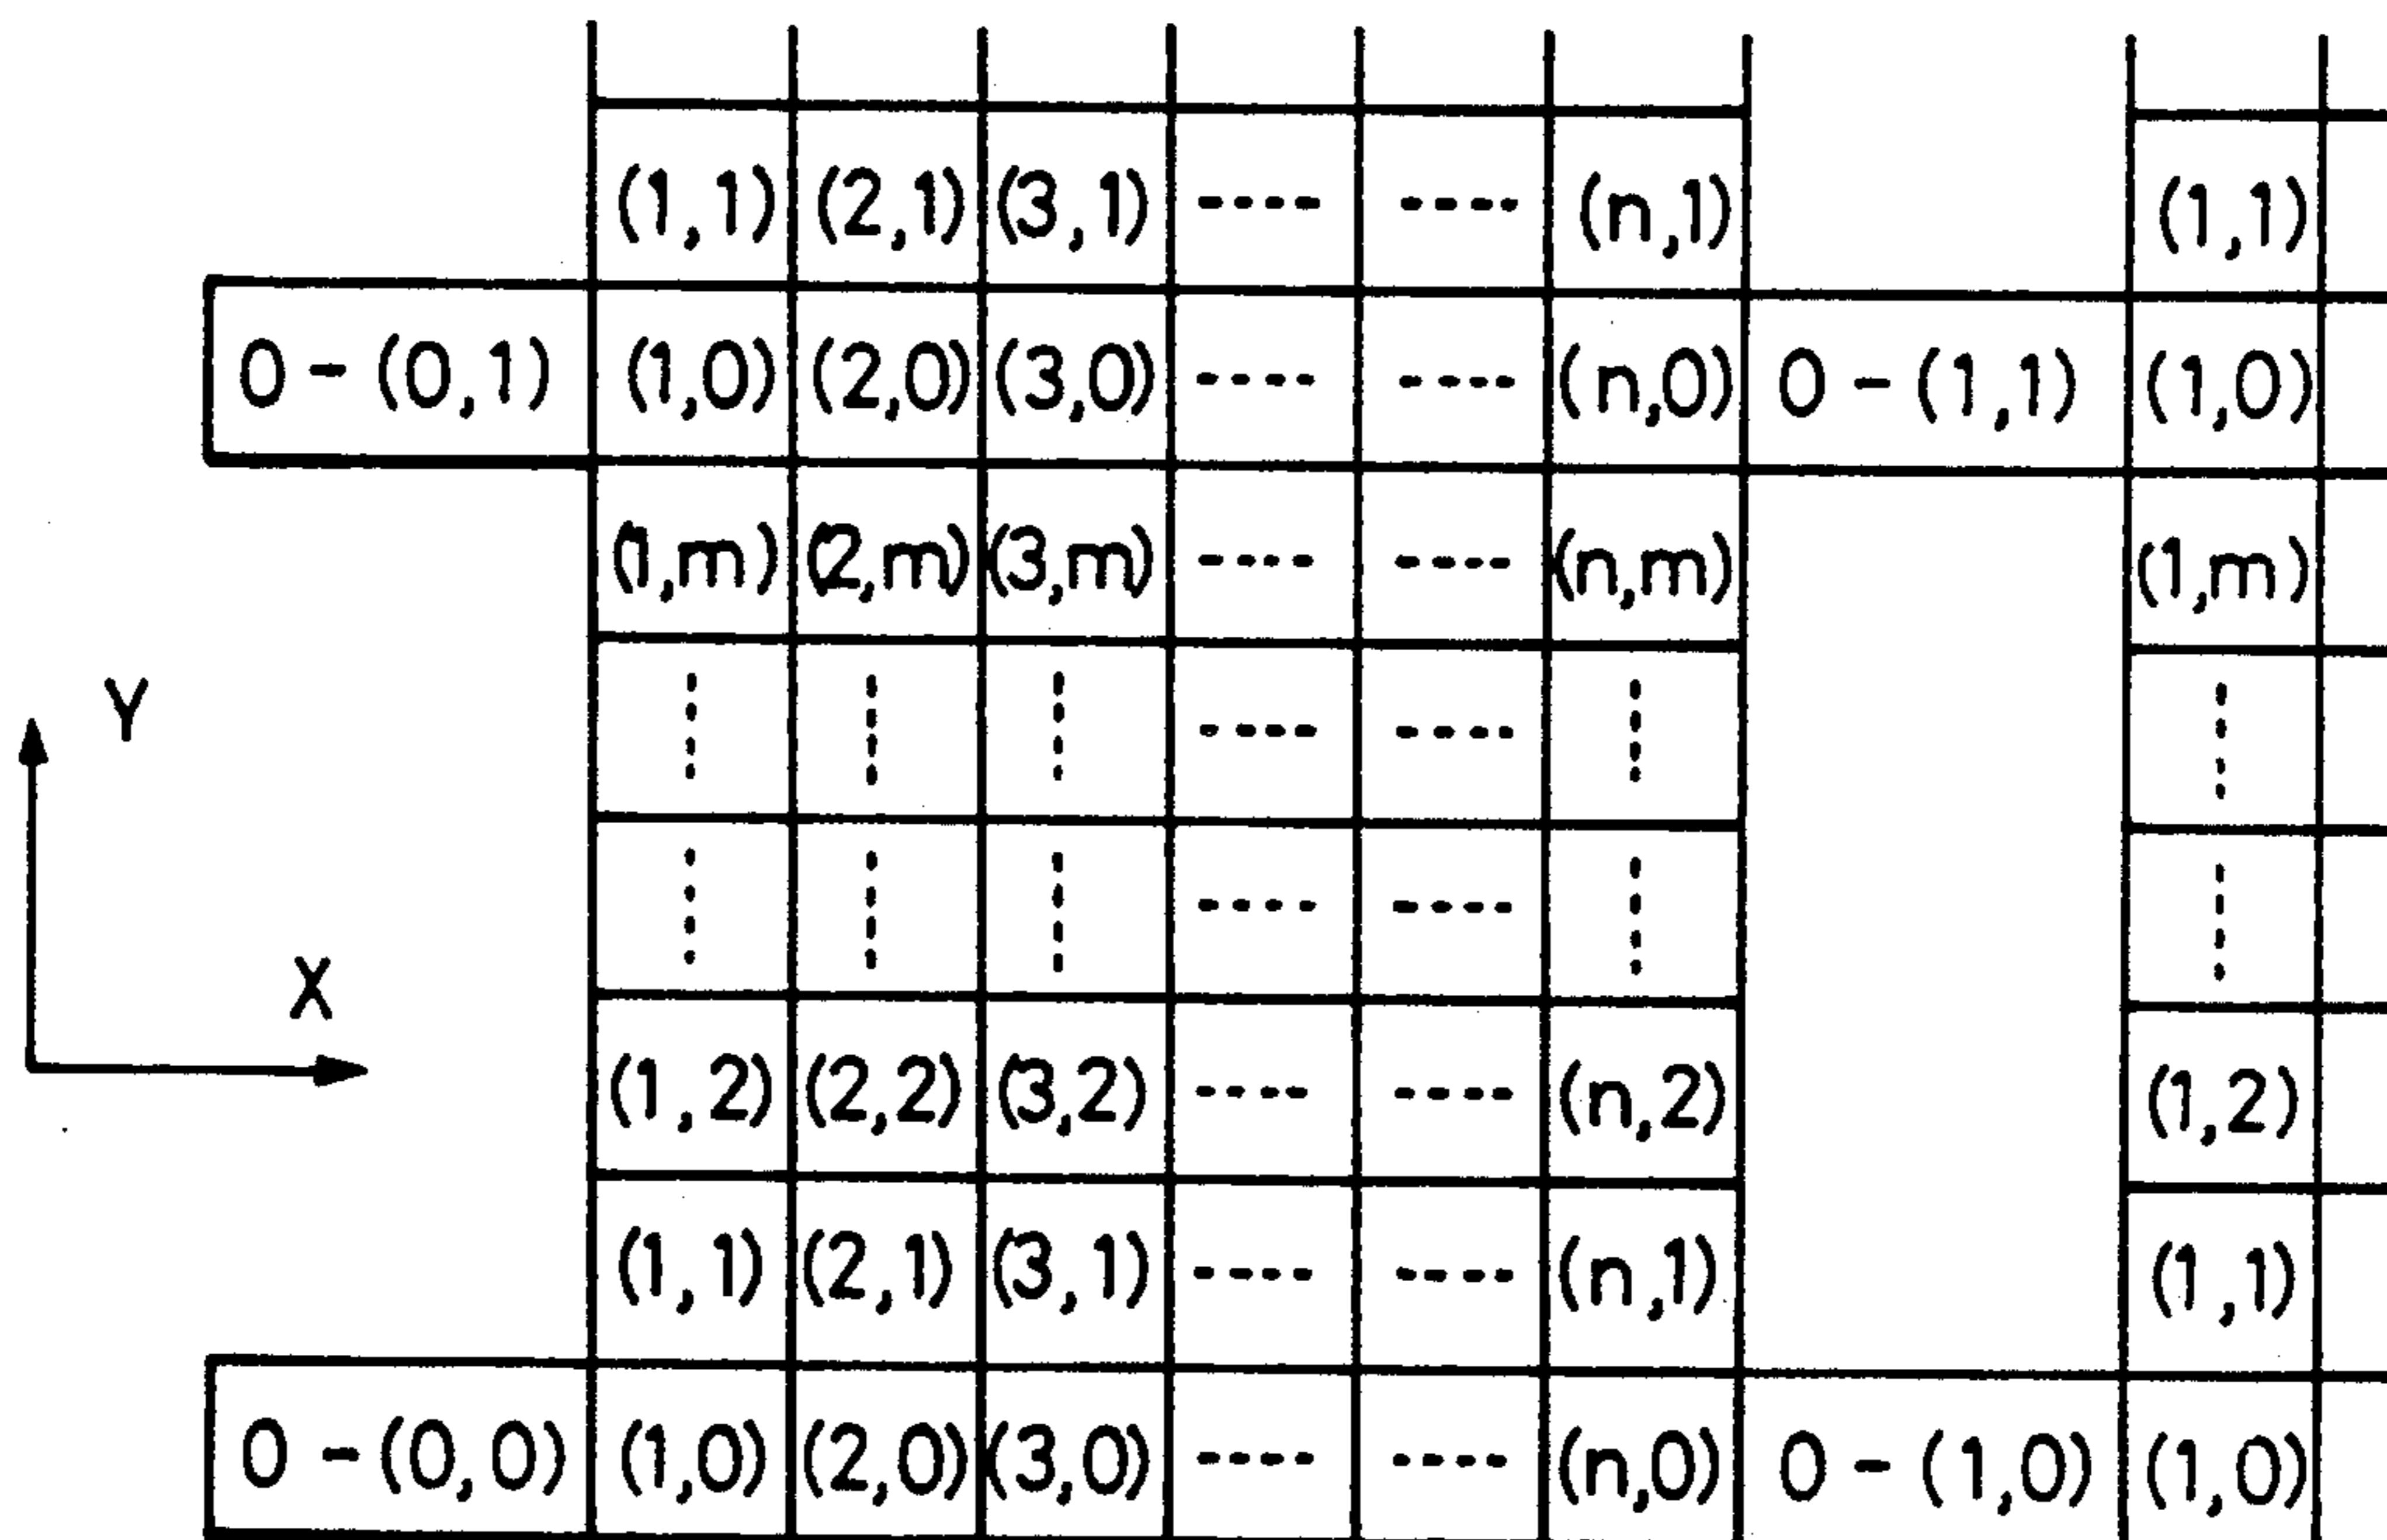 (1,1) (2,1) (3,1) ---- ---- (n,1) (1,1)
0-(0,1) (1,0) (2,0) (3,0) ---- ---- (n,0) 0-(1,1) (1,0)
(1,m) (2,m) (3,m) ---- ---- (n,m) (1,m)
Y
X
(1,2) (2,2) (3,2) ---- ---- (n,2) (1,2)
(1,1) (2,1) (3,1) ---- ---- (n,1) (1,1)
0-(0,0) (1,0) (2,0) (3,0) ---- ---- (n,0) 0-(1,0) (1,0)